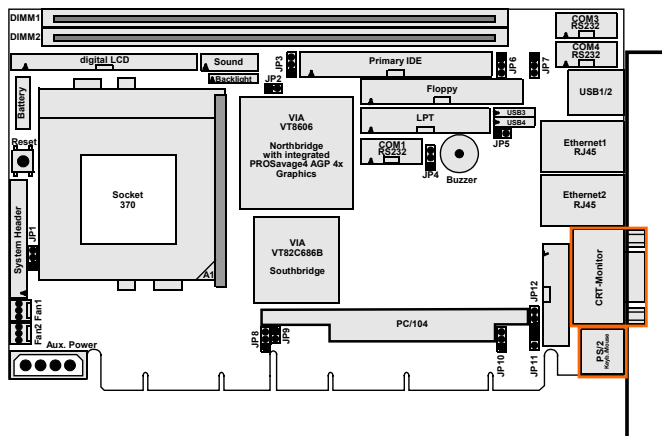 DIMM1
DIMM2
digital LCD
Sound
Backlight
JP3
JP2
Primary IDE
JP6
JP7
COM3
RS232
COM4
RS232
Floppy
USB1/2
Battery
VIA
VT8606
Northbridge
with integrated
PROSavage4 AGP 4x
Graphics
LPT
USB3
USB4
JP5
Ethernet1
RJ45
Reset
COM1
RS232
JP4
Buzzer
Socket
370
Ethernet2
RJ45
System Header
JP1
VIA
VT82C686B
Southbridge
A1
CRT-Monitor
JP12
Fan1
Fan2
PC/104
JP8
JP9
JP10
JP11
PS/2
Keyb./Mouse
Aux. Power